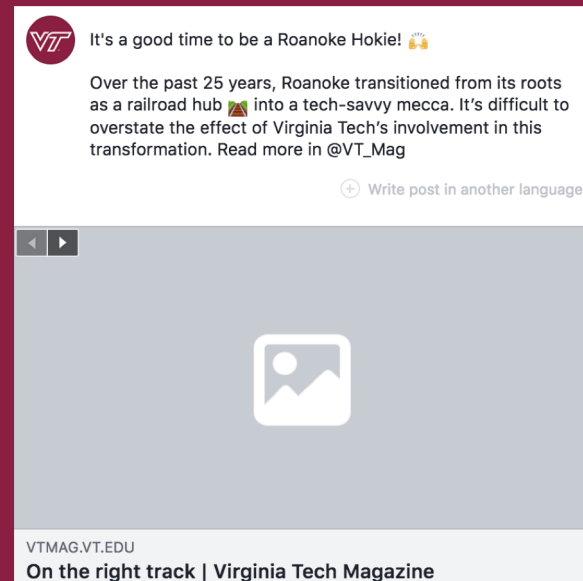 VT
It's a good time to be a Roanoke Hokie! 🙌
Over the past 25 years, Roanoke transitioned from its roots
as a railroad hub 🛤️ into a tech-savvy mecca. It’s difficult to
overstate the effect of Virginia Tech’s involvement in this
transformation. Read more in @VT_Mag
Write post in another language
VTMAG.VT.EDU
On the right track | Virginia Tech Magazine